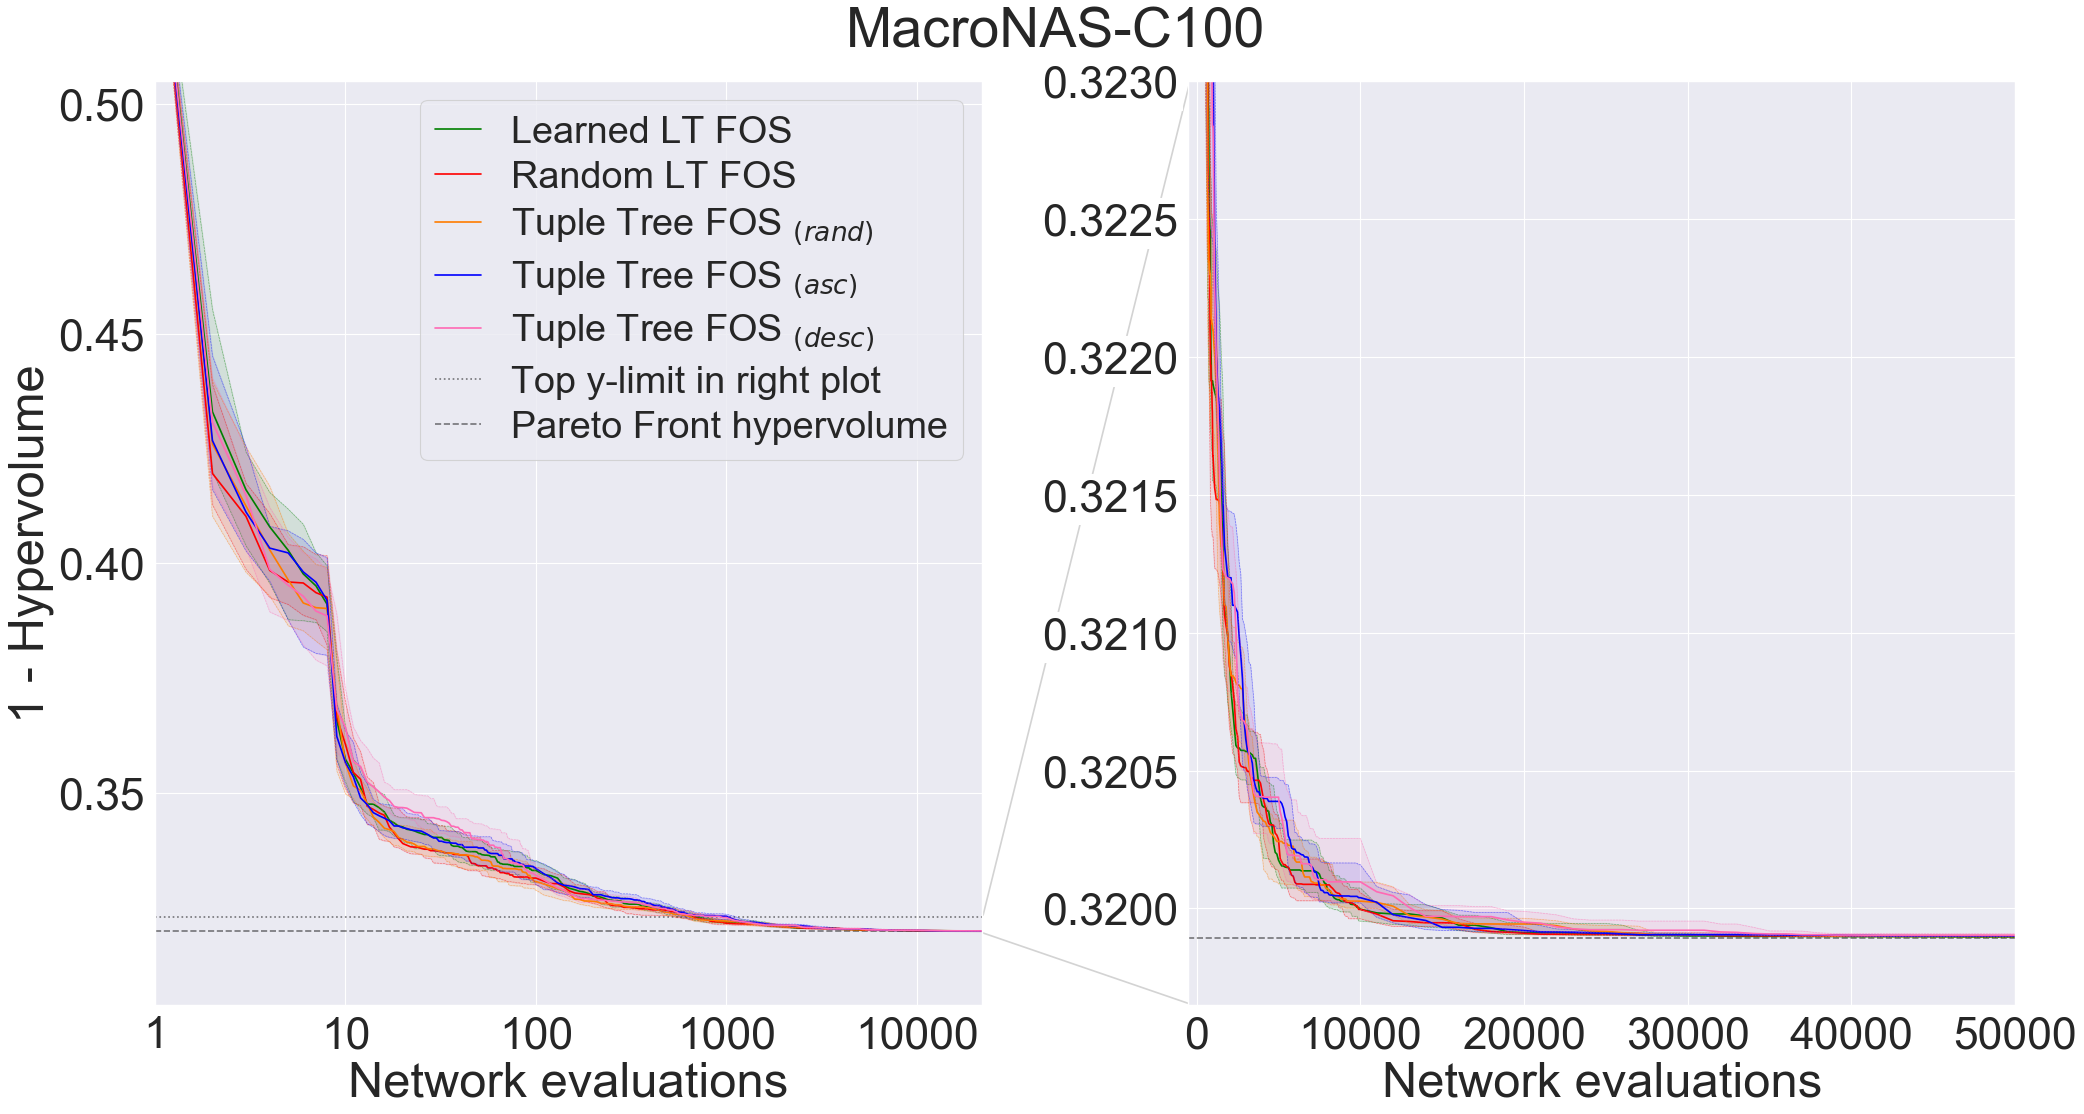 MacroNAS-C100
1 - Hypervolume
0.50
0.45
0.40
0.35
Learned LT FOS
Random LT FOS
Tuple Tree FOS (rand)
Tuple Tree FOS (asc)
Tuple Tree FOS (desc)
Top y-limit in right plot
Pareto Front hypervolume
1 10 100 1000 10000
Network evaluations
0.3230
0.3225
0.3220
0.3215
0.3210
0.3205
0.3200
0 10000 20000 30000 40000 50000
Network evaluations